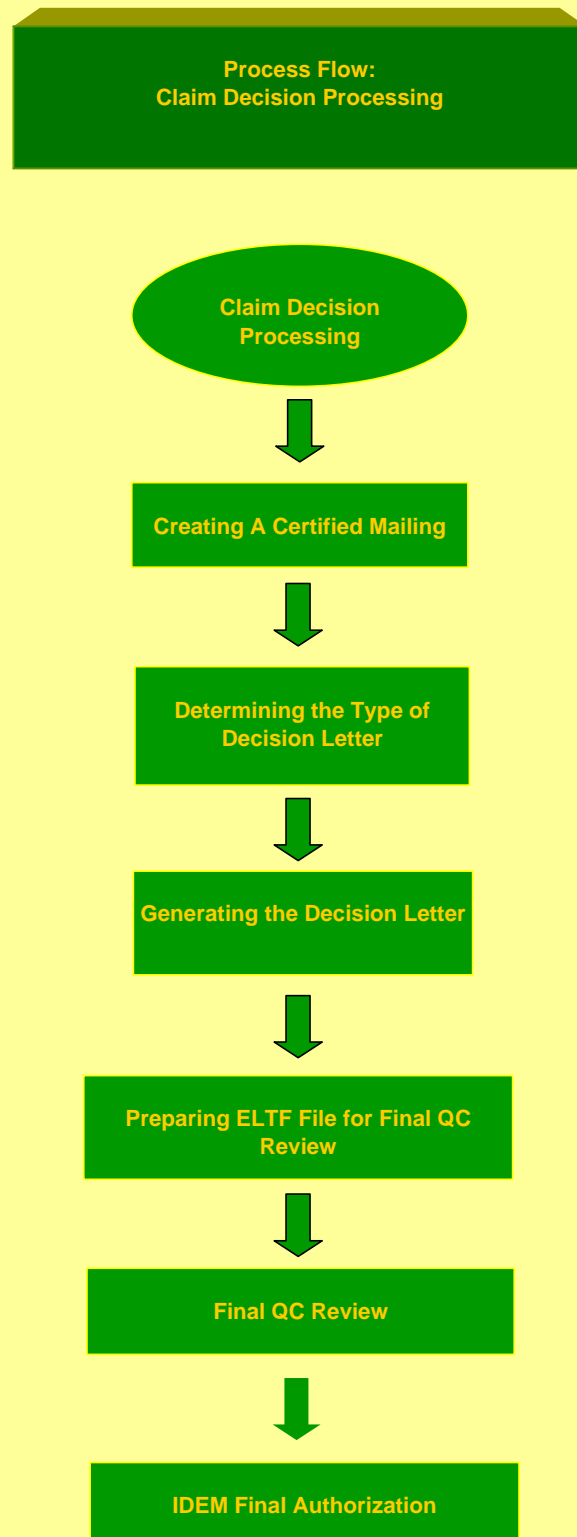 Process Flow:
Claim Decision Processing
Claim Decision
Processing
Creating A Certified Mailing
Determining the Type of
Decision Letter
Generating the Decision Letter
Preparing ELTF File for Final QC
Review
Final QC Review
IDEM Final Authorization